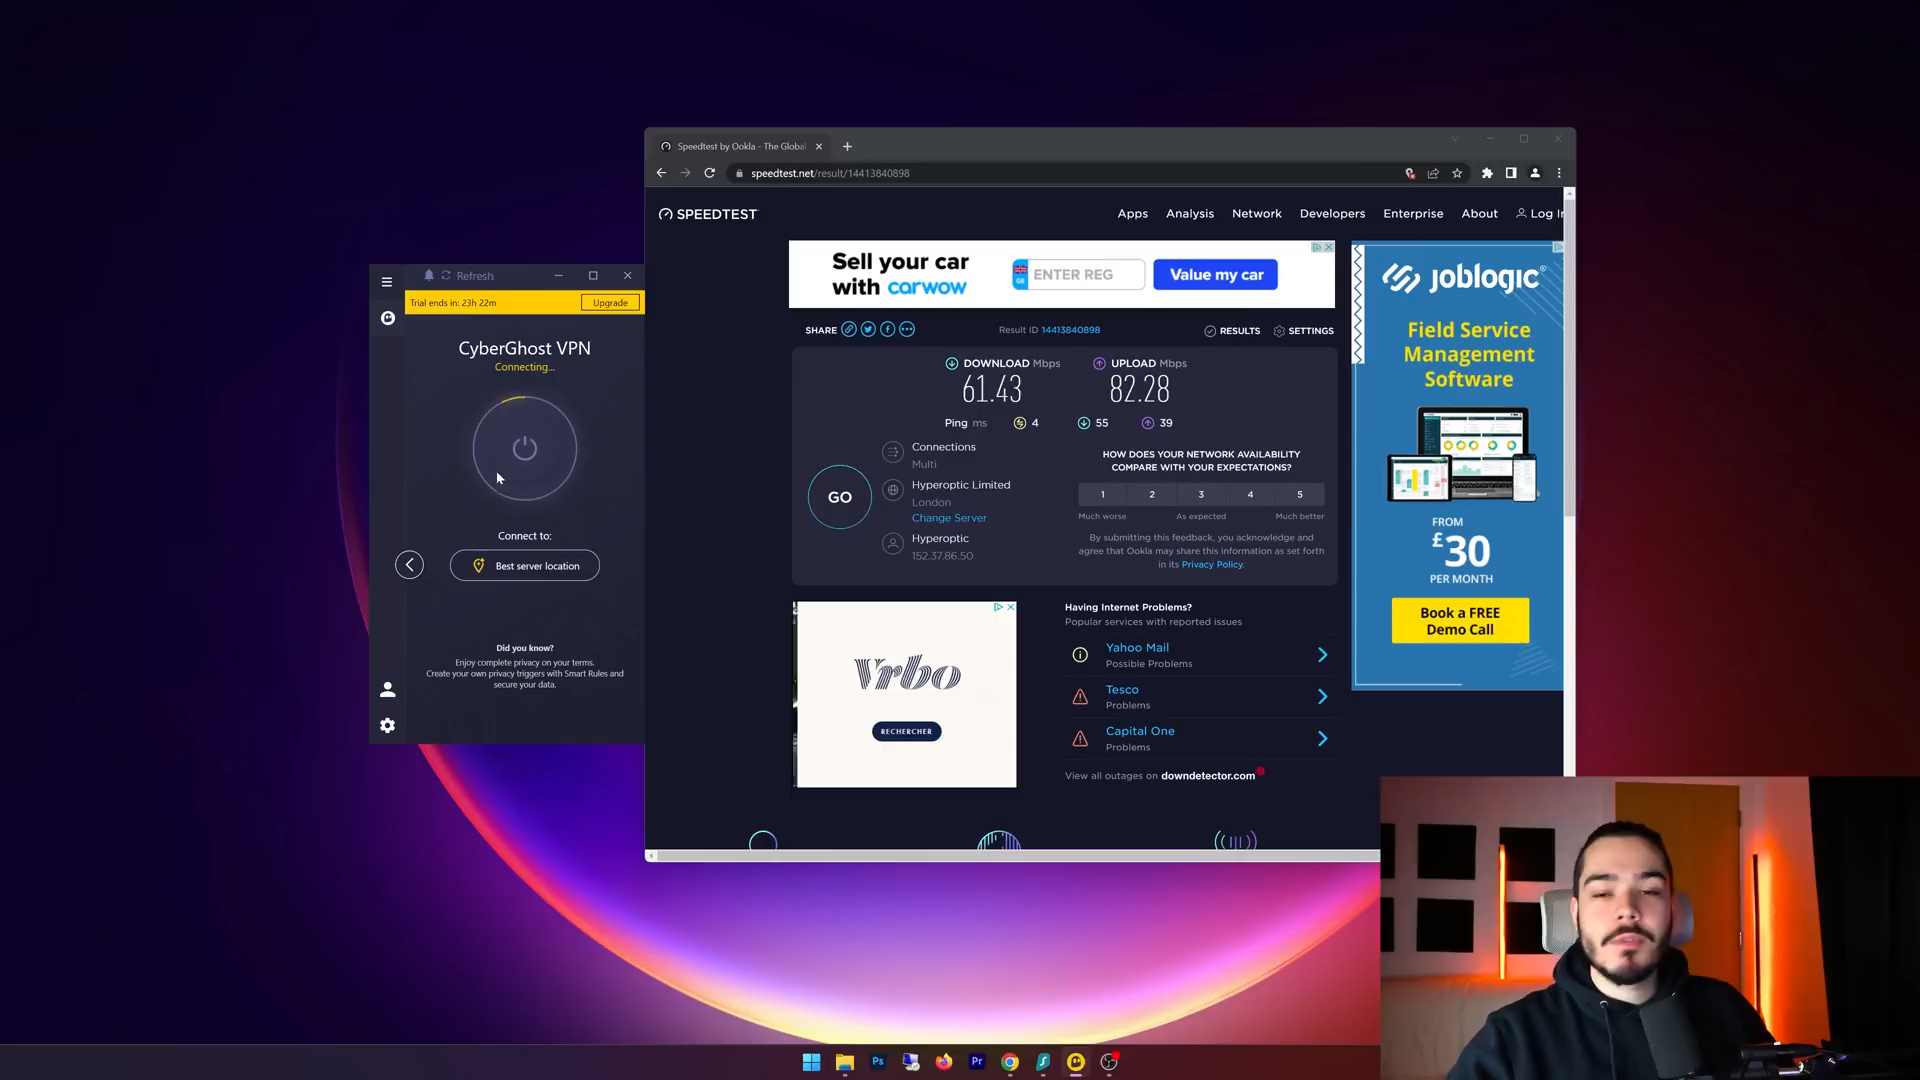 Speedtest by Ookla - The Global
speedtest.net/result/14413840898
SPEEDTEST
Apps
Analysis
Network
Developers
Enterprise
About
Log In
Sell your car
with carwow
GB
ENTER REG
Value my car
SHARE
Result ID 14413840898
RESULTS
SETTINGS
DOWNLOAD Mbps
61.43
UPLOAD Mbps
82.28
Ping ms
4
55
39
GO
Connections
Multi
Hyperoptic Limited
London
Change Server
Hyperoptic
152.37.86.50
HOW DOES YOUR NETWORK AVAILABILITY
COMPARE WITH YOUR EXPECTATIONS?
1
2
3
4
5
Much worse
As expected
Much better
By submitting this feedback, you acknowledge and
agree that Ookla may share this information as set forth
in its Privacy Policy.
Vrbo
RECHERCHER
Having Internet Problems?
Popular services with reported issues
Yahoo Mail
Possible Problems
Tesco
Problems
Capital One
Problems
View all outages on downdetector.com
joblogic®
Field Service
Management
Software
FROM
£30
PER MONTH
Book a FREE
Demo Call
Refresh
Trial ends in: 23h 22m
Upgrade
CyberGhost VPN
Connecting...
Connect to:
Best server location
Did you know?
Enjoy complete privacy on your terms.
Create your own privacy triggers with Smart Rules and
secure your data.
Ps
Pr